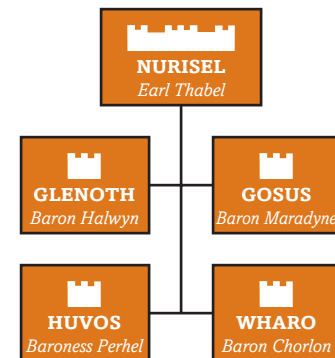 NURISEL
Earl Thabel
GLENOTH
Baron Halwyn
GOSUS
Baron Maradyne
HUVOS
Baroness Perhel
WHARO
Baron Chorlon